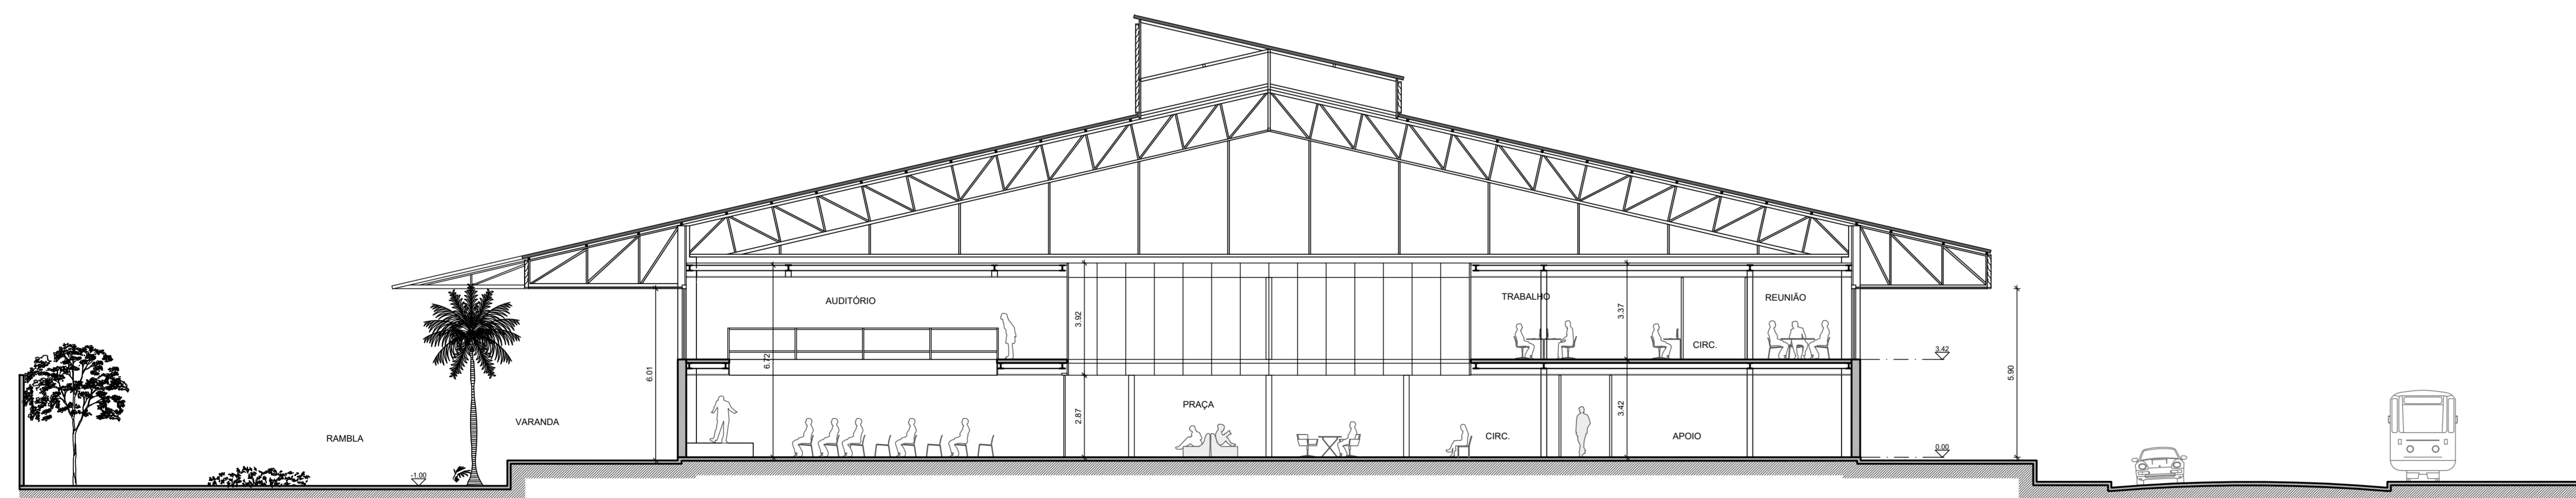 AUDITÓRIO
TRABALHO
REUNIÃO
3.92
3.37
CIRC.
3.42
6.72
6.01
5.90
PRAÇA
2.87
3.42
VARANDA
RAMBLA
CIRC.
APOIO
0.00
-1.00